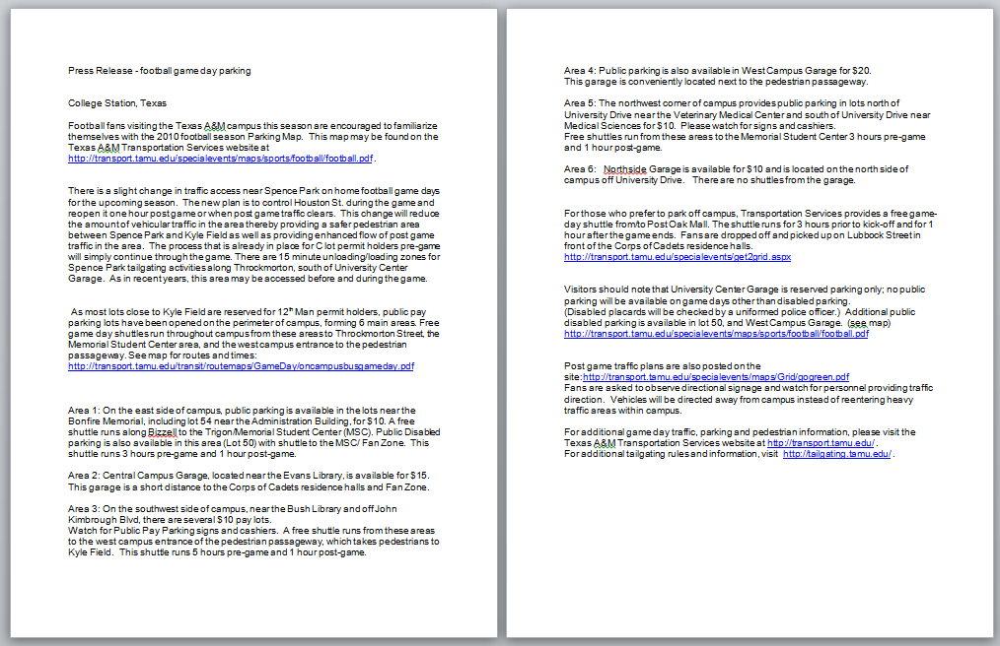 Press Release - football game day parking
College Station, Texas
Football fans visiting the Texas A&M campus this season are encouraged to familiarize
themselves with the 2010 football season Parking Map. This map may be found on the
Texas A&M Transportation Services website at
http://transport.tamu.edu/specialevents/maps/sports/football/football.pdf.
There is a slight change in traffic access near Spence Park on home football game days
for the upcoming season. The new plan is to control Houston St. during the game and
reopen it one hour post game or when post game traffic clears. This change will reduce
the amount of vehicular traffic in the area thereby providing a safer pedestrian area
between Spence Park and Kyle Field as well as providing enhanced flow of post game
traffic in the area. The process that is already in place for C lot permit holders pre-game
will simply continue through the game. There are 15 minute unloading/loading zones for
Spence Park tailgating activities along Throckmorton, south of University Center
Garage. As in recent years, this area may be accessed before and during the game.
As most lots close to Kyle Field are reserved for 12th Man permit holders, public pay
parking lots have been opened on the perimeter of campus, forming 6 main areas. Free
game day shuttles run throughout campus from these areas to Throckmorton Street, the
Memorial Student Center area, and the west campus entrance to the pedestrian
passageway. See map for routes and times:
http://transport.tamu.edu/transit/routemaps/GameDay/oncampusbusgameday.pdf
Area 1: On the east side of campus, public parking is available in the lots near the
Bonfire Memorial, including lot 54 near the Administration Building, for $10. A free
shuttle runs along Bizzell to the Trigon/Memorial Student Center (MSC). Public Disabled
parking is also available in this area (Lot 50) with shuttle to the MSC/ Fan Zone. This
shuttle runs 3 hours pre-game and 1 hour post-game.
Area 2: Central Campus Garage, located near the Evans Library, is available for $15.
This garage is a short distance to the Corps of Cadets residence halls and Fan Zone.
Area 3: On the southwest side of campus, near the Bush Library and off John
Kimbrough Blvd, there are several $10 pay lots.
Watch for Public Pay Parking signs and cashiers. A free shuttle runs from these areas
to the west campus entrance of the pedestrian passageway, which takes pedestrians to
Kyle Field. This shuttle runs 5 hours pre-game and 1 hour post-game.
Area 4: Public parking is also available in West Campus Garage for $20.
This garage is conveniently located next to the pedestrian passageway.
Area 5: The northwest corner of campus provides public parking in lots north of
University Drive near the Veterinary Medical Center and south of University Drive near
Medical Sciences for $10. Please watch for signs and cashiers.
Free shuttles run from these areas to the Memorial Student Center 3 hours pre-game
and 1 hour post-game.
Area 6: Northside Garage is available for $10 and is located on the north side of
campus off University Drive. There are no shuttles from the garage.
For those who prefer to park off campus, Transportation Services provides a free game-
day shuttle from/to Post Oak Mall. The shuttle runs for 3 hours prior to kick-off and for 1
hour after the game ends. Fans are dropped off and picked up on Lubbock Street in
front of the Corps of Cadets residence halls.
http://transport.tamu.edu/specialevents/get2grid.aspx
Visitors should note that University Center Garage is reserved parking only; no public
parking will be available on game days other than disabled parking.
(Disabled placards will be checked by a uniformed police officer.) Additional public
disabled parking is available in lot 50, and West Campus Garage. (see map)
http://transport.tamu.edu/specialevents/maps/sports/football/football.pdf
Post game traffic plans are also posted on the
site:http://transport.tamu.edu/specialevents/maps/Grid/gogreen.pdf
Fans are asked to observe directional signage and watch for personnel providing traffic
direction. Vehicles will be directed away from campus instead of reentering heavy
traffic areas within campus.
For additional game day traffic, parking and pedestrian information, please visit the
Texas A&M Transportation Services website at http://transport.tamu.edu/.
For additional tailgating rules and information, visit http://tailgating.tamu.edu/.